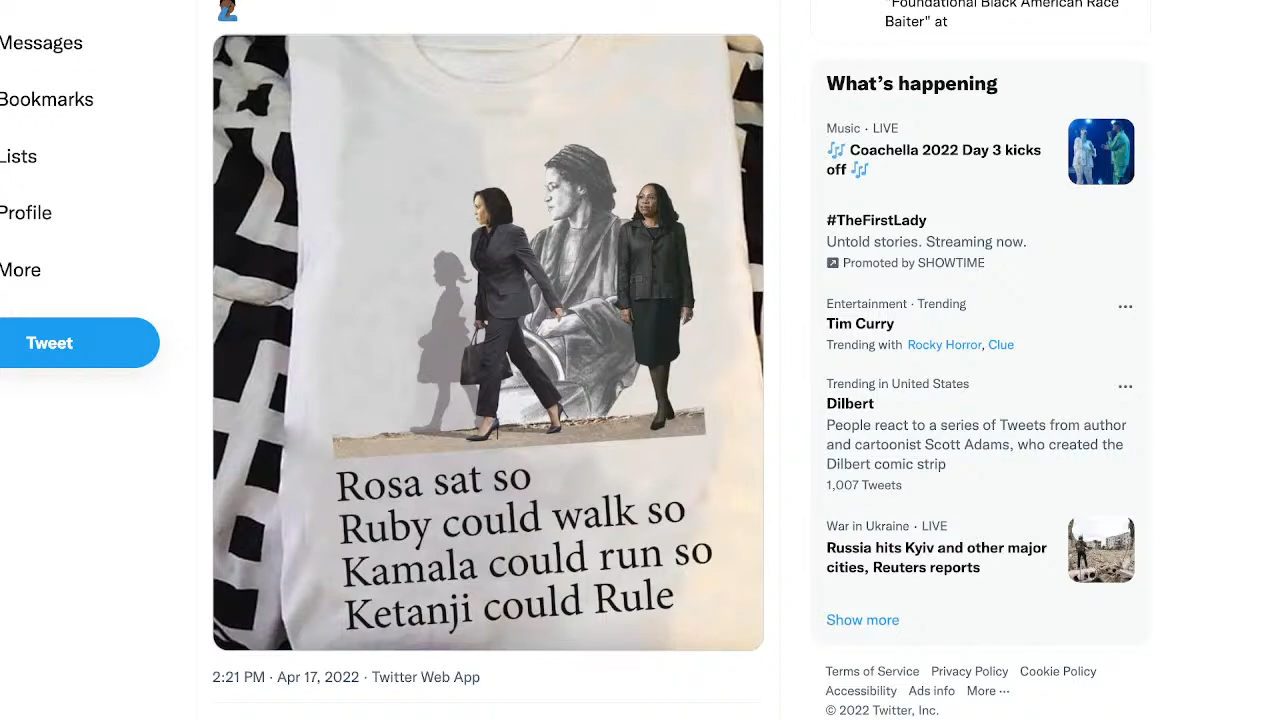 Messages
Bookmarks
Lists
Profile
More
Tweet
Rosa sat so
Ruby could walk so
Kamala could run so
Ketanji could Rule
2:21 PM · Apr 17, 2022 · Twitter Web App
"Foundational Black American Race
Baiter" at
What's happening
Music · LIVE
🎶 Coachella 2022 Day 3 kicks
off 🎶
#TheFirstLady
Untold stories. Streaming now.
Promoted by SHOWTIME
Entertainment · Trending
Tim Curry
Trending with Rocky Horror, Clue
Trending in United States
Dilbert
People react to a series of Tweets from author
and cartoonist Scott Adams, who created the
Dilbert comic strip
1,007 Tweets
War in Ukraine · LIVE
Russia hits Kyiv and other major
cities, Reuters reports
Show more
Terms of Service Privacy Policy Cookie Policy
Accessibility Ads info More ···
© 2022 Twitter, Inc.